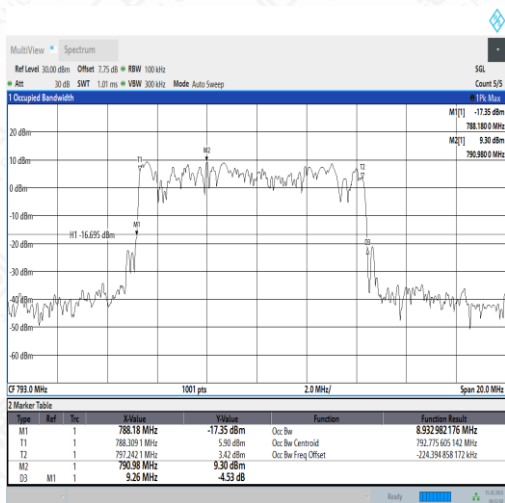 MultiView Spectrum
Ref Level 30.00 dBm Offset 7.75 dB RBW 100 kHz SGL
Att 30 dB SWT 1.01 ms VBW 300 kHz Mode Auto Sweep Count 5/5
1 Occupied Bandwidth 1Pk Max
M1[1] -17.35 dBm
788.180 0 MHz
M2[1] 9.30 dBm
790.980 0 MHz
20 dBm
M2
T1
T2
10 dBm
0 dBm
-10 dBm
M1
H1 -16.695 dBm
D3
-20 dBm
-30 dBm
-40 dBm
-50 dBm
-60 dBm
CF 793.0 MHz 1001 pts 2.0 MHz/ Span 20.0 MHz
2 Marker Table
Type Ref Trc X-Value Y-Value Function Function Result
M1 1 788.18 MHz -17.35 dBm Occ Bw 8.932 982 176 MHz
T1 1 788.309 1 MHz 5.90 dBm Occ Bw Centroid 792.775 605 142 MHz
T2 1 797.242 1 MHz 3.42 dBm Occ Bw Freq Offset -224.394 858 172 kHz
M2 1 790.98 MHz 9.30 dBm
D3 M1 1 9.26 MHz -4.53 dB
Ready